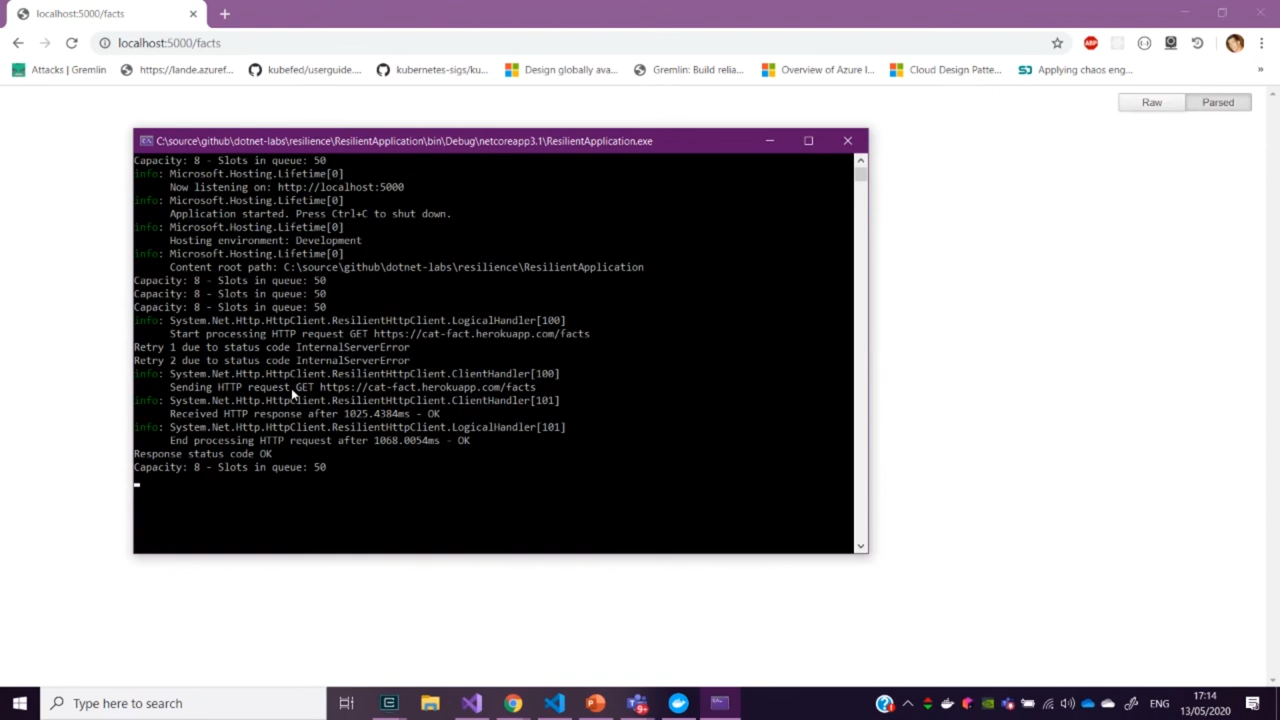 localhost:5000/facts
localhost:5000/facts
Attacks | Gremlin
https://lande.azuref...
kubefed/userguide....
kubernetes-sigs/ku...
Design globally ava...
Gremlin: Build relia...
Overview of Azure I...
Cloud Design Patte...
Applying chaos eng...
Raw
Parsed
C:\source\github\dotnet-labs\resilience\ResilientApplication\bin\Debug\netcoreapp3.1\ResilientApplication.exe
Capacity: 8 - Slots in queue: 50
info: Microsoft.Hosting.Lifetime[0]
Now listening on: http://localhost:5000
info: Microsoft.Hosting.Lifetime[0]
Application started. Press Ctrl+C to shut down.
info: Microsoft.Hosting.Lifetime[0]
Hosting environment: Development
info: Microsoft.Hosting.Lifetime[0]
Content root path: C:\source\github\dotnet-labs\resilience\ResilientApplication
Capacity: 8 - Slots in queue: 50
Capacity: 8 - Slots in queue: 50
Capacity: 8 - Slots in queue: 50
info: System.Net.Http.HttpClient.ResilientHttpClient.LogicalHandler[100]
Start processing HTTP request GET https://cat-fact.herokuapp.com/facts
Retry 1 due to status code InternalServerError
Retry 2 due to status code InternalServerError
info: System.Net.Http.HttpClient.ResilientHttpClient.ClientHandler[100]
Sending HTTP request GET https://cat-fact.herokuapp.com/facts
info: System.Net.Http.HttpClient.ResilientHttpClient.ClientHandler[101]
Received HTTP response after 1025.4384ms - OK
info: System.Net.Http.HttpClient.ResilientHttpClient.LogicalHandler[101]
End processing HTTP request after 1068.0054ms - OK
Response status code OK
Capacity: 8 - Slots in queue: 50
Type here to search
ENG
17:14
13/05/2020